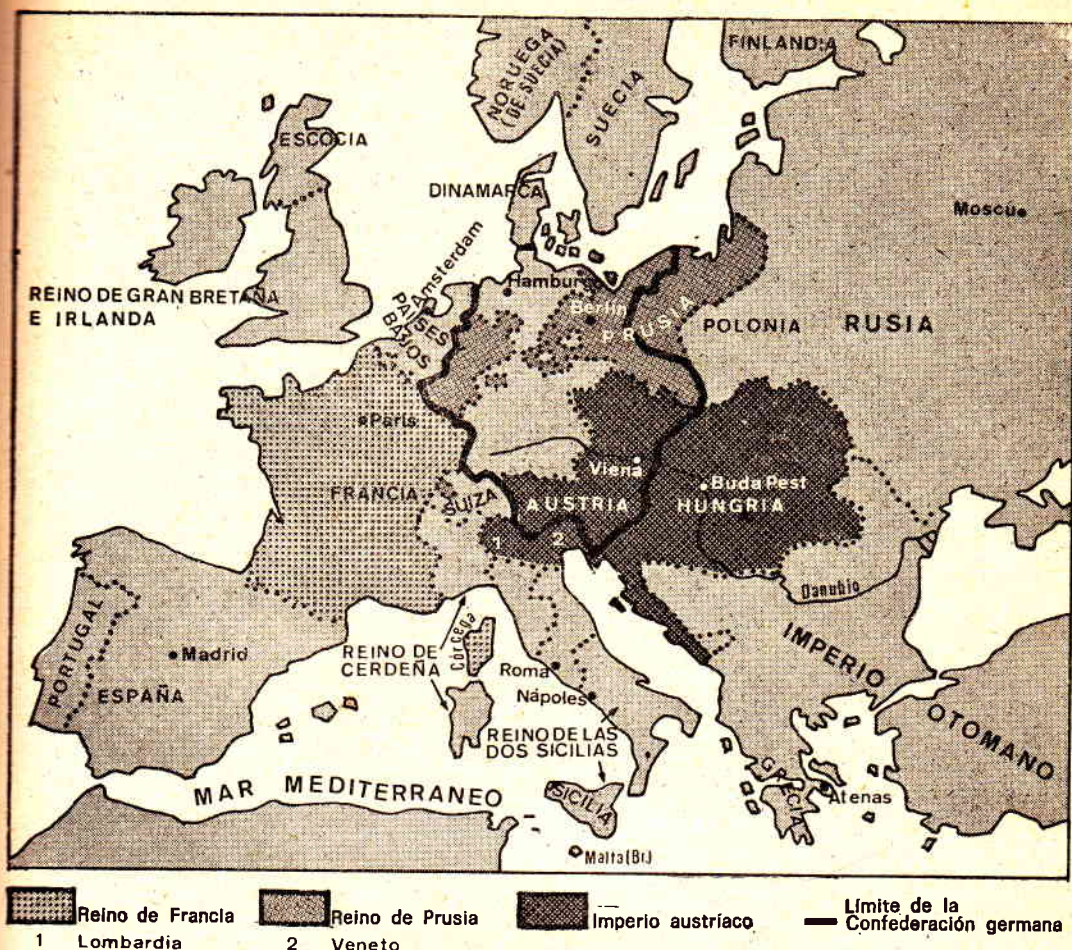 NORUEGA
(DE SUECIA)
SUECIA
FINLANDIA
ESCOCIA
DINAMARCA
Moscú
REINO DE GRAN BRETAÑA
E IRLANDA
Amsterdam
PAISES
BAJOS
Hamburgo
Berlín
PRUSIA
POLONIA
RUSIA
Paris
FRANCIA
SUIZA
Viena
AUSTRIA
Buda Pest
HUNGRIA
1
2
Danubio
PORTUGAL
Madrid
ESPAÑA
REINO DE
CERDEÑA
Córcega
Roma
Nápoles
REINO DE LAS
DOS SICILIAS
SICILIA
IMPERIO
OTOMANO
GRECIA
Atenas
MAR MEDITERRANEO
Malta (Br.)
Reino de Francia
Reino de Prusia
Imperio austríaco
Límite de la
Confederación germana
1 Lombardia
2 Veneto